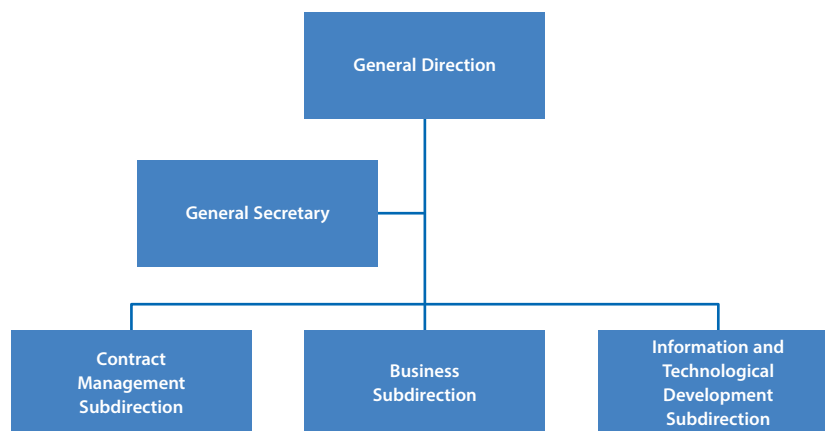 General Direction
General Secretary
Contract
Management
Subdirection
Business
Subdirection
Information and
Technological
Development
Subdirection